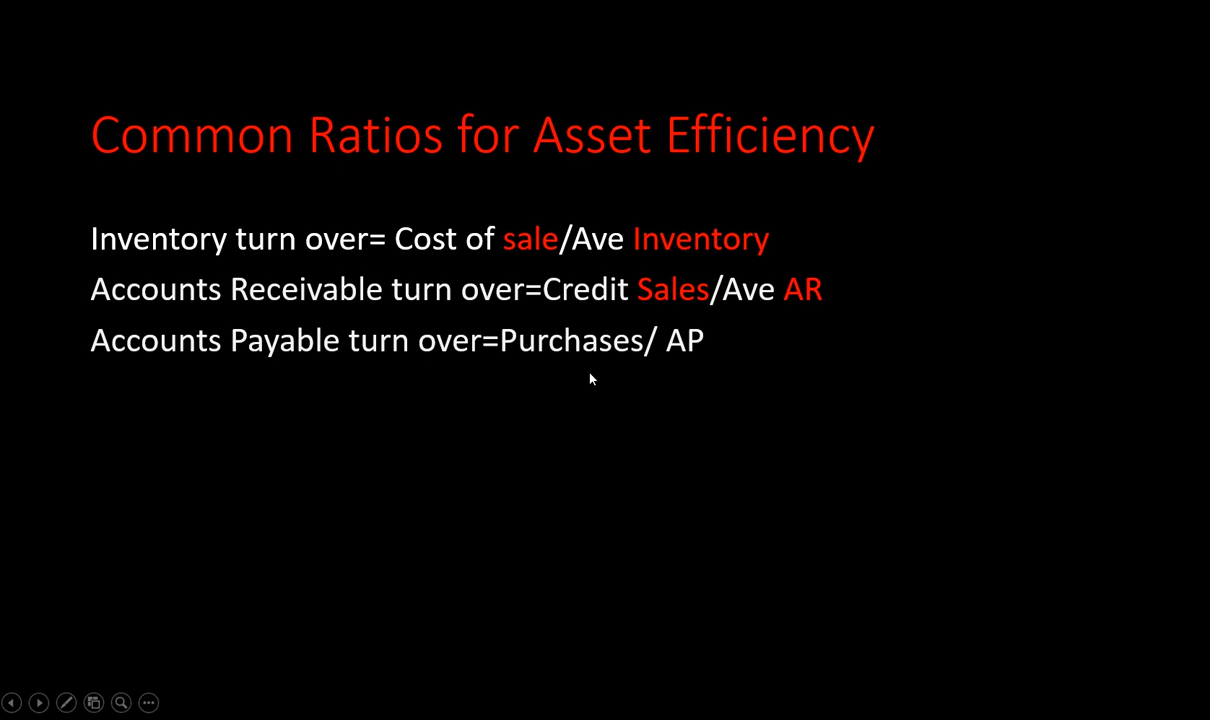 Common Ratios for Asset Efficiency
Inventory turn over= Cost of sale/Ave Inventory
Accounts Receivable turn over=Credit Sales/Ave AR
Accounts Payable turn over=Purchases/ AP